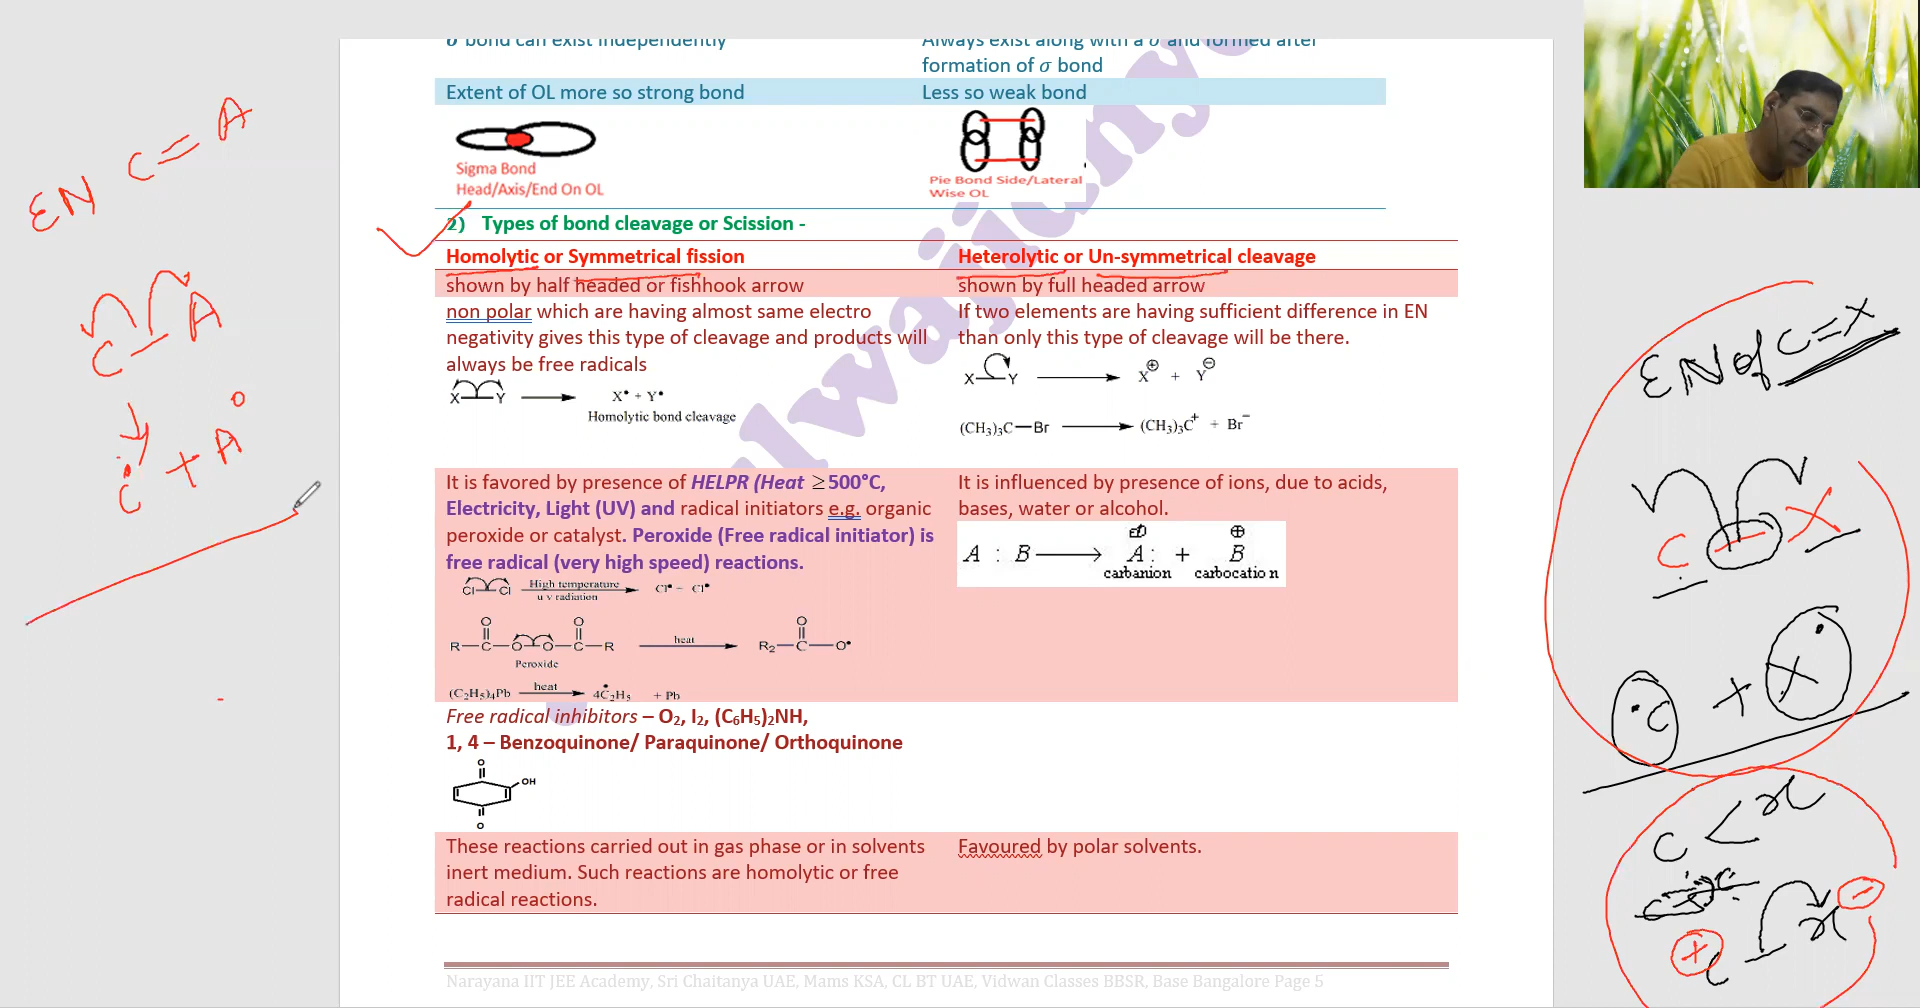 σ bond can exist independently
Always exist along with a σ and formed after
formation of σ bond
Extent of OL more so strong bond
Less so weak bond
Sigma Bond
Head/Axis/End On OL
Pie Bond Side/Lateral
Wise OL
2) Types of bond cleavage or Scission -
Homolytic or Symmetrical fission
Heterolytic or Un-symmetrical cleavage
shown by half headed or fishhook arrow
shown by full headed arrow
non polar which are having almost same electro
negativity gives this type of cleavage and products will
always be free radicals
If two elements are having sufficient difference in EN
than only this type of cleavage will be there.
X—Y → X• + Y•
Homolytic bond cleavage
X—Y → X⊕ + Y⊖
(CH₃)₃C—Br → (CH₃)₃C⁺ + Br⁻
It is favored by presence of HELPR (Heat ≥500°C,
Electricity, Light (UV) and radical initiators e.g. organic
peroxide or catalyst. Peroxide (Free radical initiator) is
free radical (very high speed) reactions.
It is influenced by presence of ions, due to acids,
bases, water or alcohol.
A : B → A: + B⊕
carbanion carbocation
Cl—Cl High temperature
u v radiation
Cl• – Cl•
R—C—O—O—C—R heat R₂—C—O•
O O O
Peroxide
(C₂H₅)₄Pb heat → 4Ċ₂H₅ + Pb
Free radical inhibitors – O₂, I₂, (C₆H₅)₂NH,
1, 4 – Benzoquinone/ Paraquinone/ Orthoquinone
O
OH
O
These reactions carried out in gas phase or in solvents
inert medium. Such reactions are homolytic or free
radical reactions.
Favoured by polar solvents.
Narayana IIT JEE Academy, Sri Chaitanya UAE, Mams KSA, CL BT UAE, Vidwan Classes BBSR, Base Bangalore Page 5
EN C = A
C – A
Ċ + A°
EN of C = X
C – X
•C + X•
C < x
+ C – x –